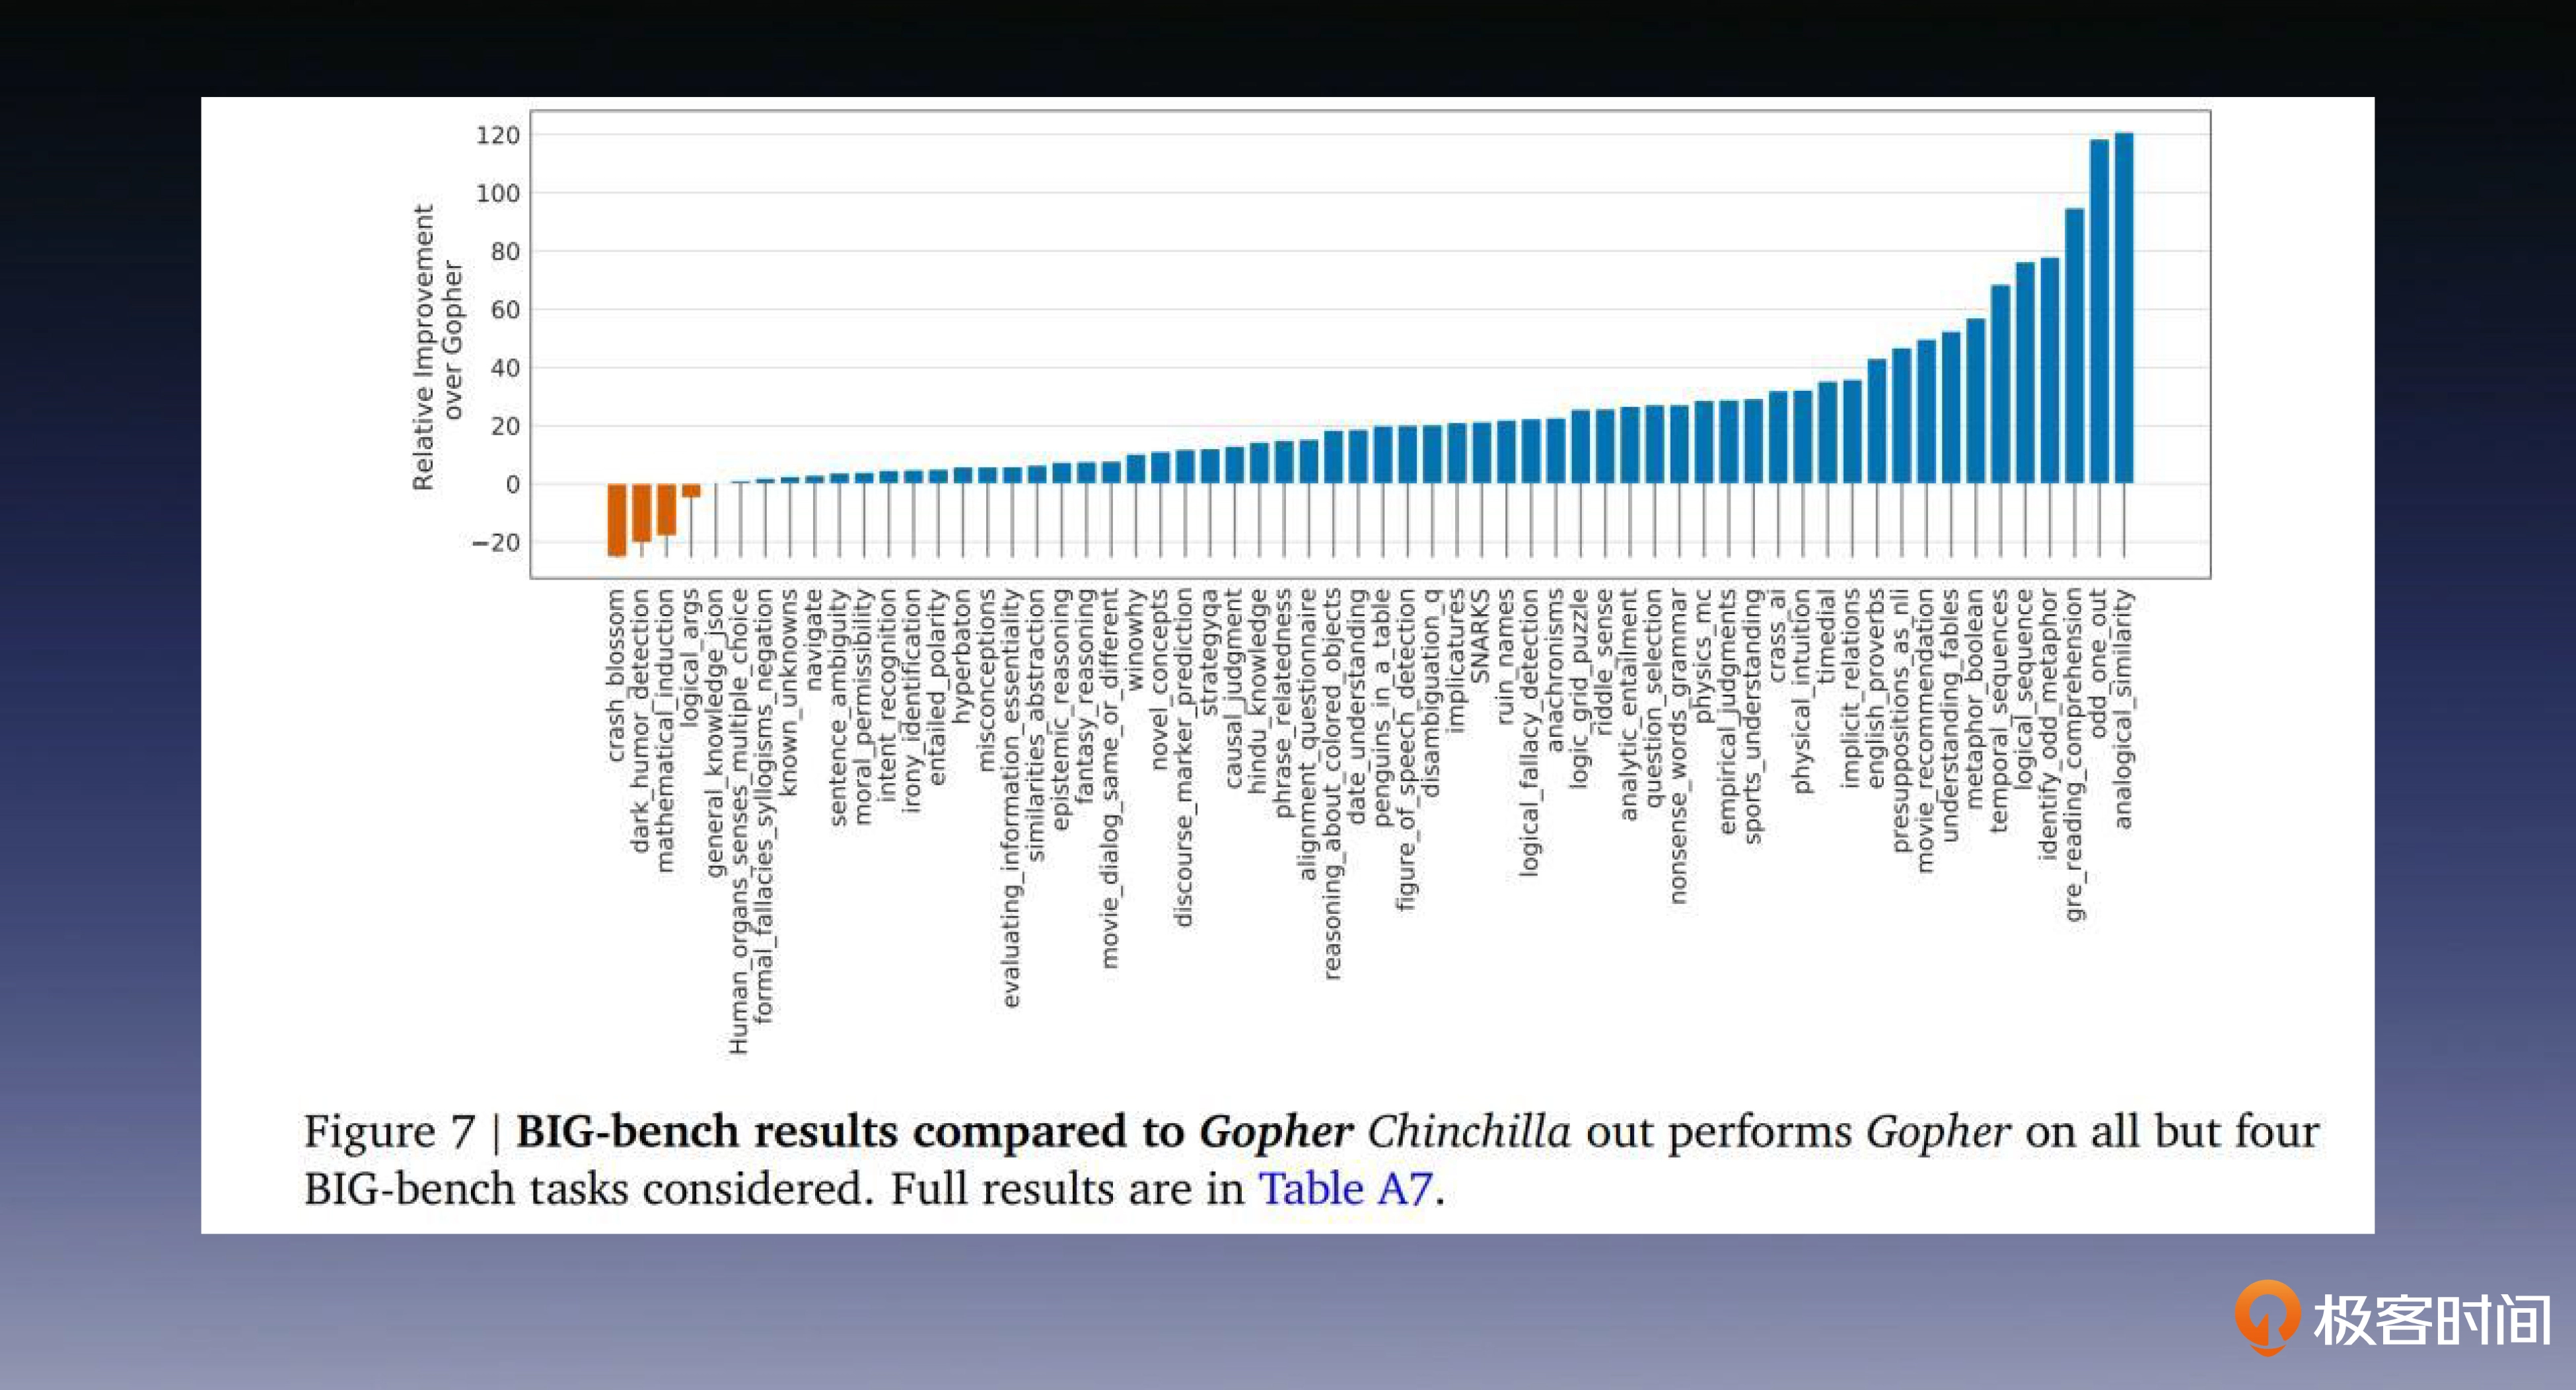 120
100
80
60
40
20
0
−20
Relative Improvement
over Gopher
crash_blossom
dark_humor_detection
mathematical_induction
logical_args
general_knowledge_json
Human_organs_senses_multiple_choice
formal_fallacies_syllogisms_negation
known_unknowns
navigate
sentence_ambiguity
moral_permissibility
intent_recognition
irony_identification
entailed_polarity
hyperbaton
misconceptions
evaluating_information_essentiality
similarities_abstraction
epistemic_reasoning
fantasy_reasoning
movie_dialog_same_or_different
winowhy
novel_concepts
discourse_marker_prediction
strategyqa
causal_judgment
hindu_knowledge
phrase_relatedness
alignment_questionnaire
reasoning_about_colored_objects
date_understanding
penguins_in_a_table
figure_of_speech_detection
disambiguation_q
implicatures
SNARKS
ruin_names
logical_fallacy_detection
anachronisms
logic_grid_puzzle
riddle_sense
analytic_entailment
question_selection
nonsense_words_grammar
physics_mc
empirical_judgments
sports_understanding
crass_ai
physical_intuition
timedial
implicit_relations
english_proverbs
presuppositions_as_nli
movie_recommendation
understanding_fables
metaphor_boolean
temporal_sequences
logical_sequence
identify_odd_metaphor
gre_reading_comprehension
odd_one_out
analogical_similarity
Figure 7 | BIG-bench results compared to Gopher Chinchilla out performs Gopher on all but four
BIG-bench tasks considered. Full results are in Table A7.
极客时间